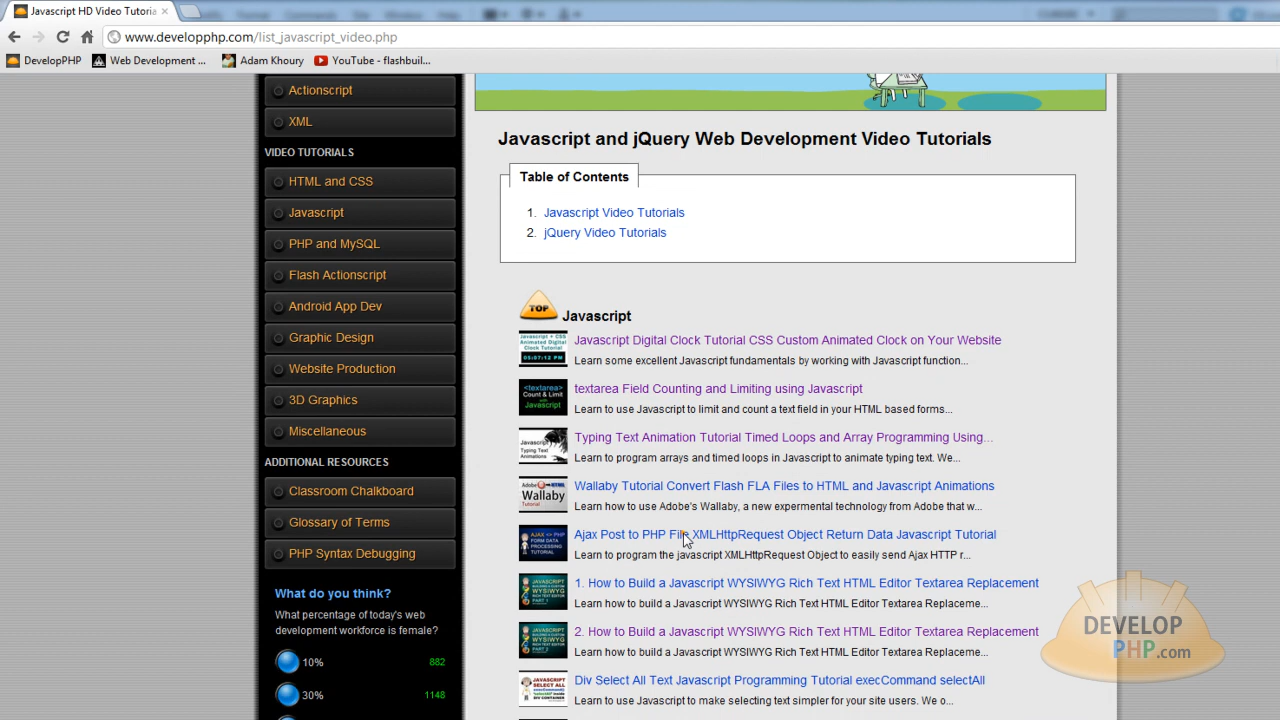 Javascript HD Video Tutoria
www.developphp.com/list_javascript_video.php
DevelopPHP
Web Development ...
Adam Khoury
YouTube - flashbuil...
Actionscript
XML
VIDEO TUTORIALS
HTML and CSS
Javascript
PHP and MySQL
Flash Actionscript
Android App Dev
Graphic Design
Website Production
3D Graphics
Miscellaneous
ADDITIONAL RESOURCES
Classroom Chalkboard
Glossary of Terms
PHP Syntax Debugging
What do you think?
What percentage of today's web
development workforce is female?
10% 882
30% 1148
Javascript and jQuery Web Development Video Tutorials
Table of Contents
1. Javascript Video Tutorials
2. jQuery Video Tutorials
TOP
Javascript
Javascript Digital Clock Tutorial CSS Custom Animated Clock on Your Website
Learn some excellent Javascript fundamentals by working with Javascript function...
textarea Field Counting and Limiting using Javascript
Learn to use Javascript to limit and count a text field in your HTML based forms...
Typing Text Animation Tutorial Timed Loops and Array Programming Using...
Learn to program arrays and timed loops in Javascript to animate typing text. We...
Wallaby Tutorial Convert Flash FLA Files to HTML and Javascript Animations
Learn how to use Adobe's Wallaby, a new expermental technology from Adobe that w...
Ajax Post to PHP File XMLHttpRequest Object Return Data Javascript Tutorial
Learn to program the javascript XMLHttpRequest Object to easily send Ajax HTTP r...
1. How to Build a Javascript WYSIWYG Rich Text HTML Editor Textarea Replacement
Learn how to build a Javascript WYSIWYG Rich Text HTML Editor Textarea Replaceme...
2. How to Build a Javascript WYSIWYG Rich Text HTML Editor Textarea Replacement
Learn how to build a Javascript WYSIWYG Rich Text HTML Editor Textarea Replaceme...
Div Select All Text Javascript Programming Tutorial execCommand selectAll
Learn to use Javascript to make selecting text simpler for your site users. We o...
DEVELOP
PHP.com